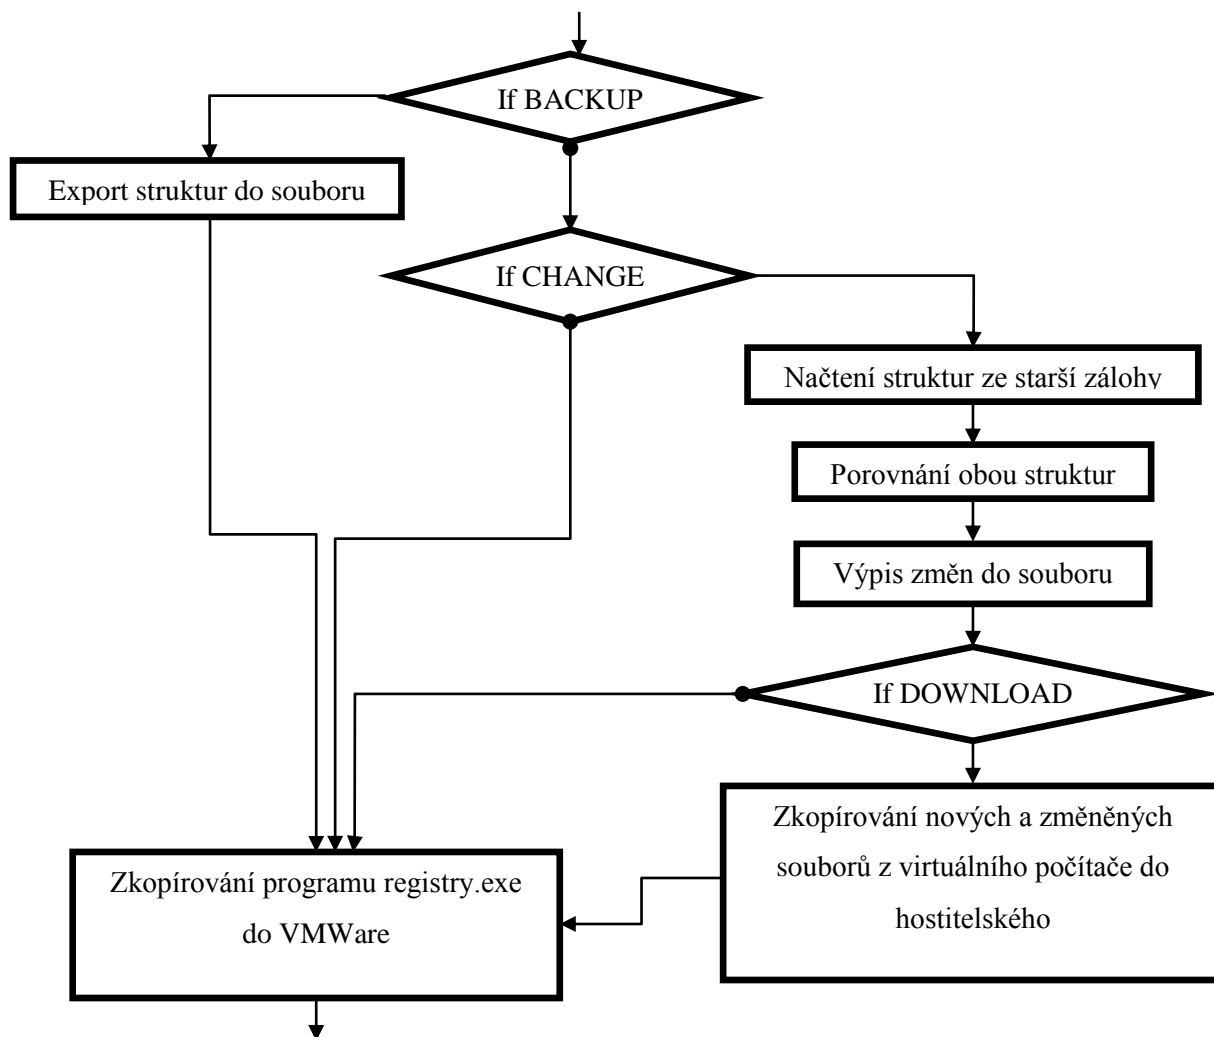 If BACKUP
Export struktur do souboru
If CHANGE
Načtení struktur ze starší zálohy
Porovnání obou struktur
Výpis změn do souboru
If DOWNLOAD
Zkopírování nových a změněných
souborů z virtuálního počítače do
hostitelského
Zkopírování programu registry.exe
do VMWare